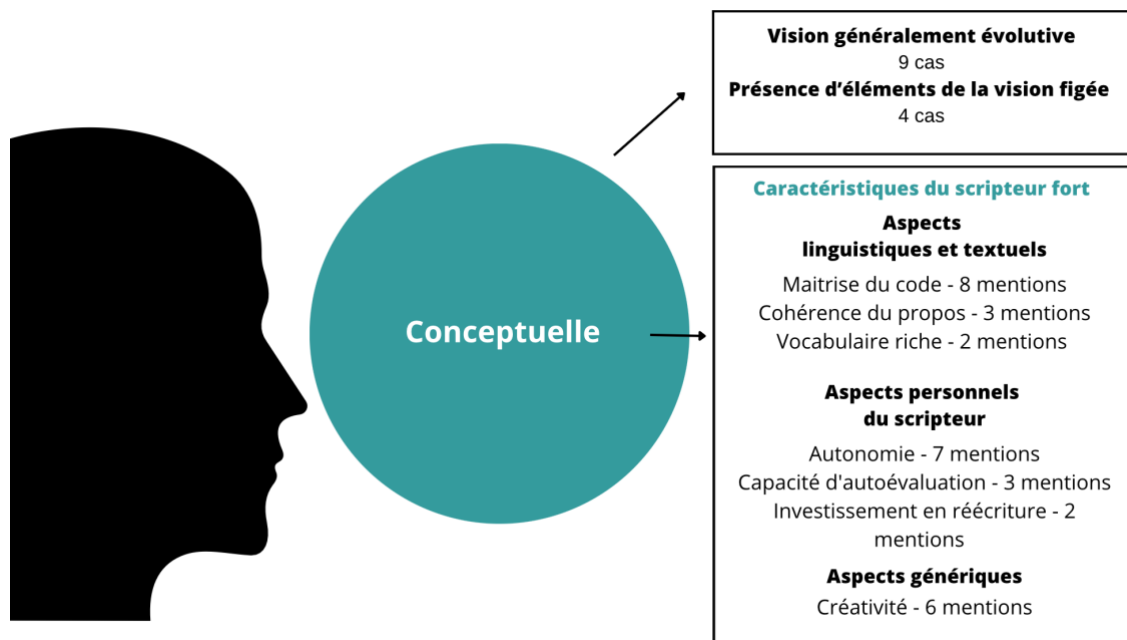 Vision généralement évolutive
9 cas
Présence d'éléments de la vision figée
4 cas
Conceptuelle
Caractéristiques du scripteur fort
Aspects
linguistiques et textuels
Maitrise du code - 8 mentions
Cohérence du propos - 3 mentions
Vocabulaire riche - 2 mentions
Aspects personnels
du scripteur
Autonomie - 7 mentions
Capacité d'autoévaluation - 3 mentions
Investissement en réécriture - 2
mentions
Aspects génériques
Créativité - 6 mentions